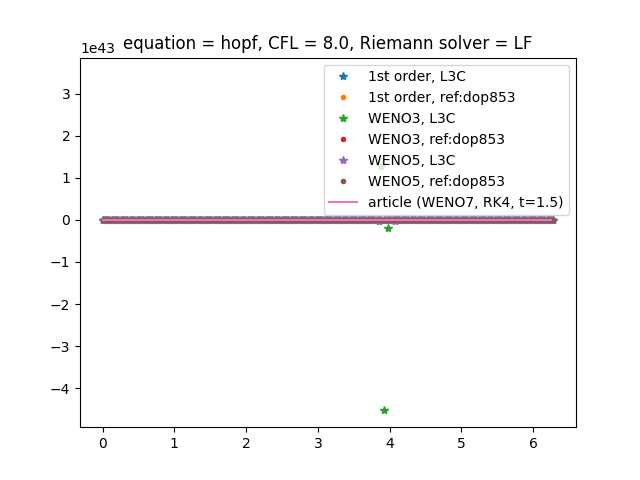 equation = hopf, CFL = 8.0, Riemann solver = LF
1e43
1st order, L3C
1st order, ref:dop853
WENO3, L3C
WENO3, ref:dop853
WENO5, L3C
WENO5, ref:dop853
article (WENO7, RK4, t=1.5)
3
2
1
0
−1
−2
−3
−4
0 1 2 3 4 5 6